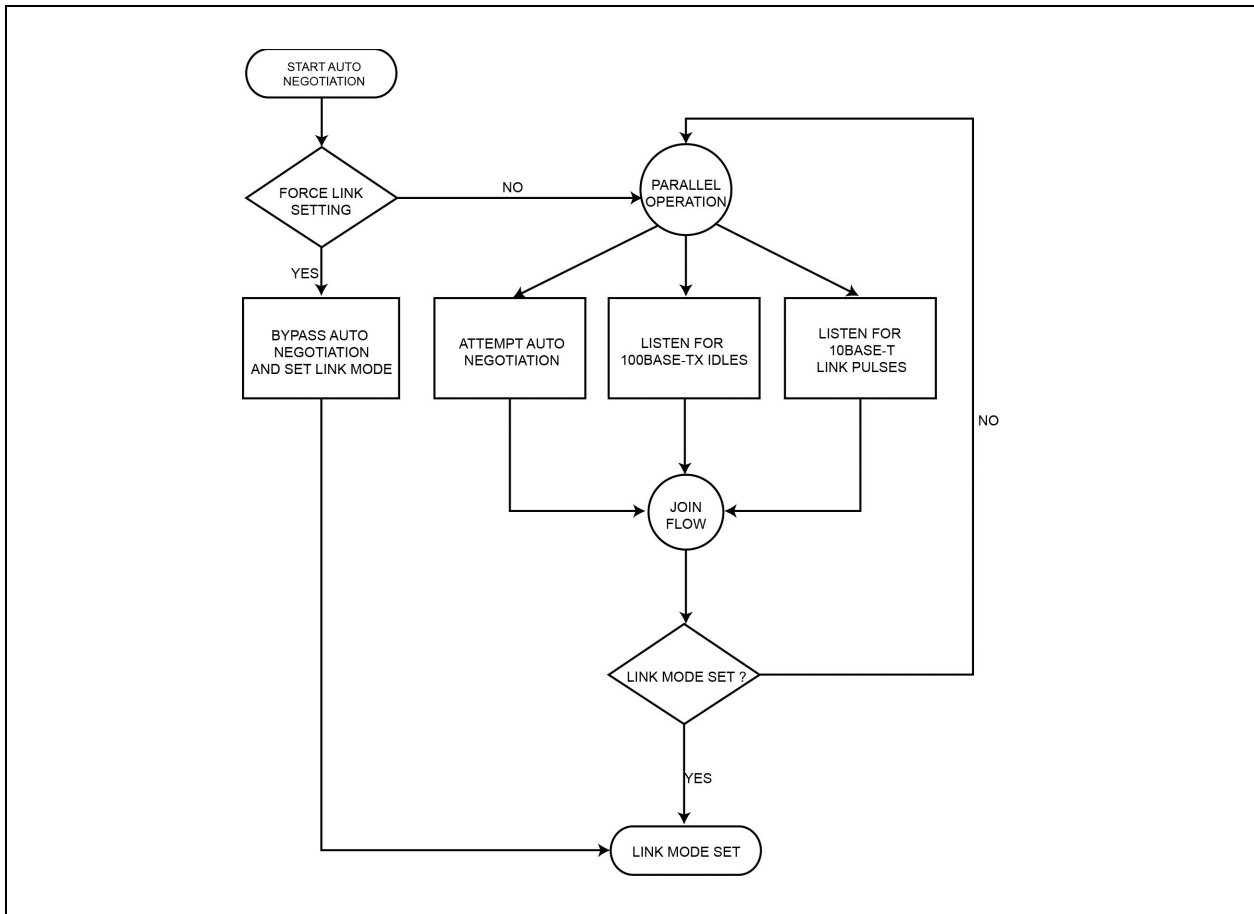 START AUTO
NEGOTIATION
FORCE LINK
SETTING
NO
PARALLEL
OPERATION
YES
BYPASS AUTO
NEGOTIATION
AND SET LINK MODE
ATTEMPT AUTO
NEGOTIATION
LISTEN FOR
100BASE-TX IDLES
LISTEN FOR
10BASE-T
LINK PULSES
NO
JOIN
FLOW
LINK MODE SET ?
YES
LINK MODE SET